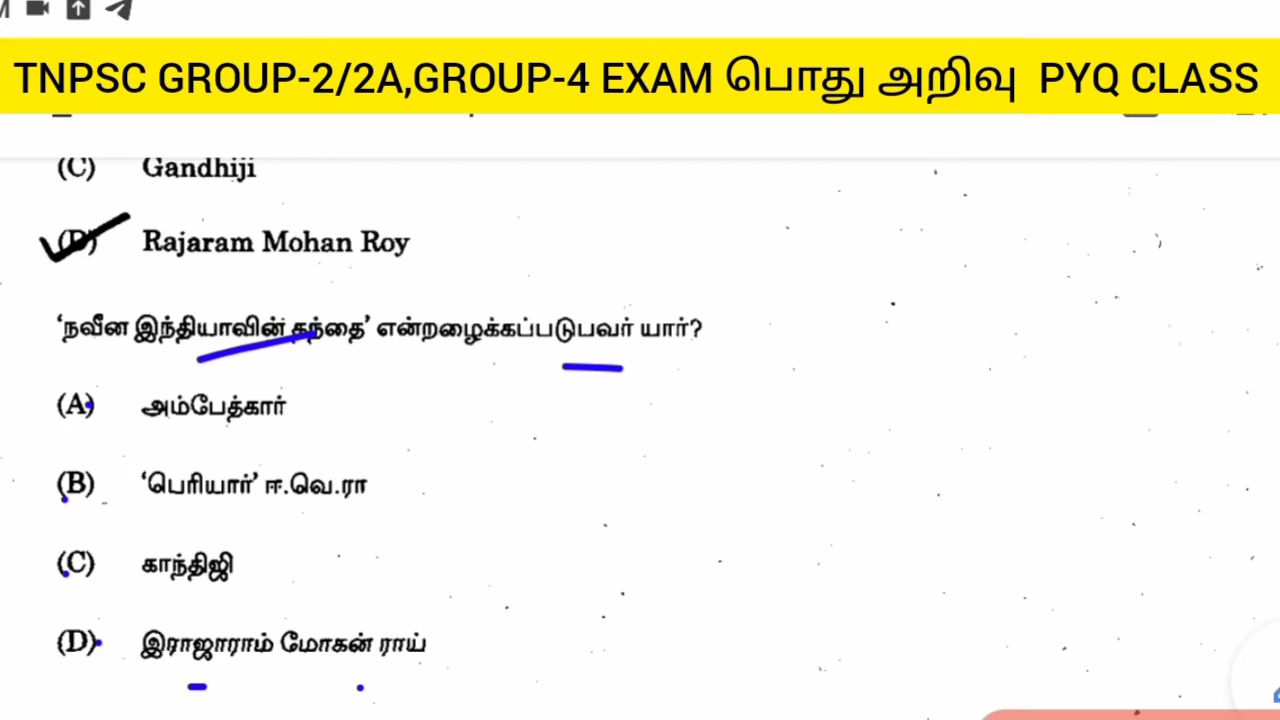 M
TNPSC GROUP-2/2A,GROUP-4 EXAM பொது அறிவு PYQ CLASS
(C) Gandhiji
(D) Rajaram Mohan Roy
‘நவீன இந்தியாவின் தந்தை’ என்றழைக்கப்படுபவர் யார்?
(A) அம்பேத்கார்
(B) ‘பெரியார்’ ஈ.வெ.ரா
(C) காந்திஜி
(D) இராஜாராம் மோகன் ராய்